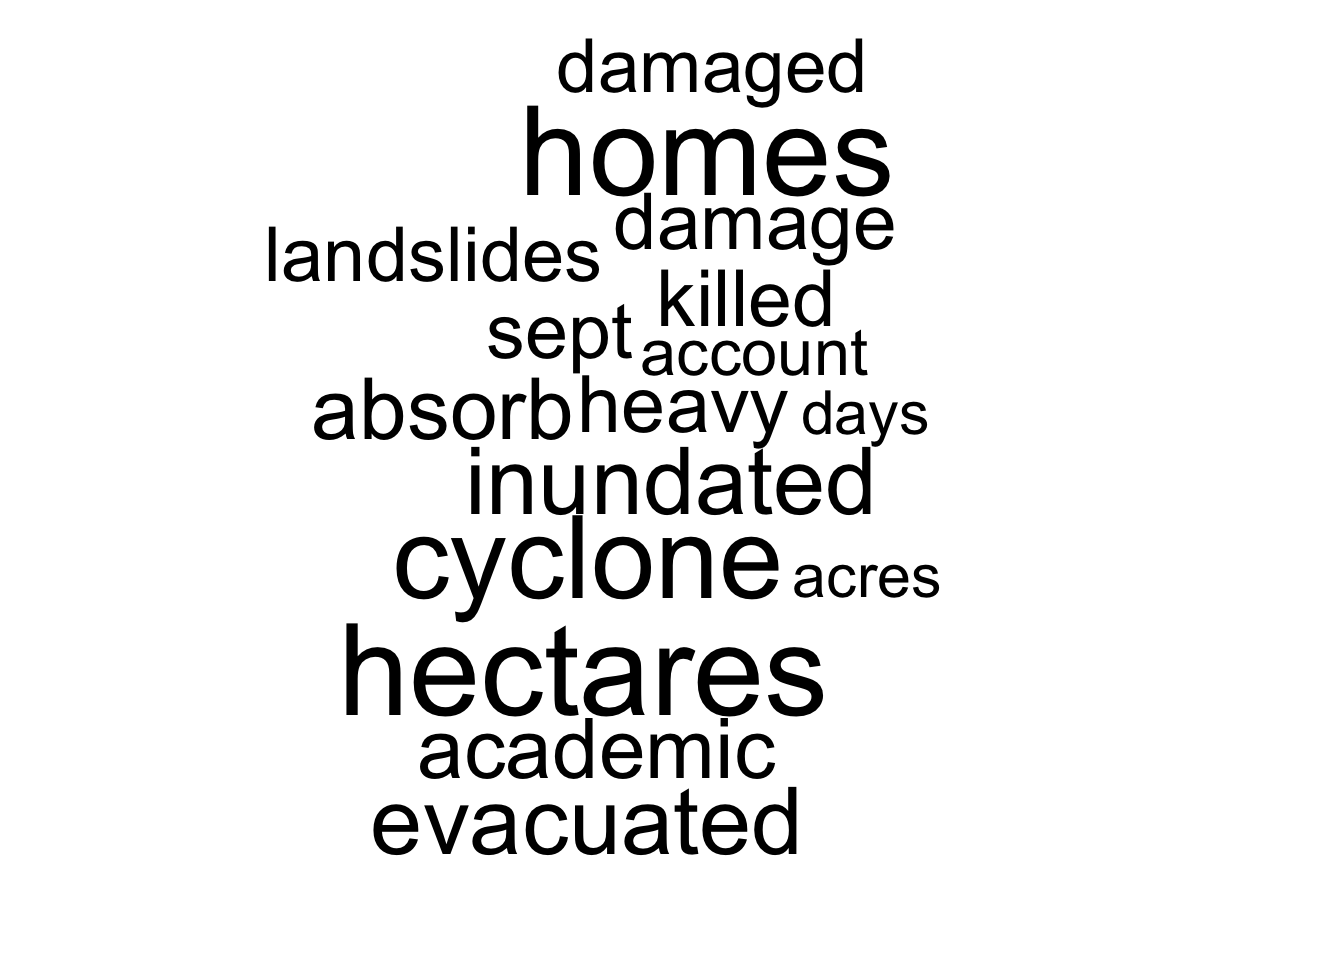 damaged
homes
damage
landslides
killed
sept
account
absorb heavy days
inundated
cyclone acres
hectares
academic
evacuated